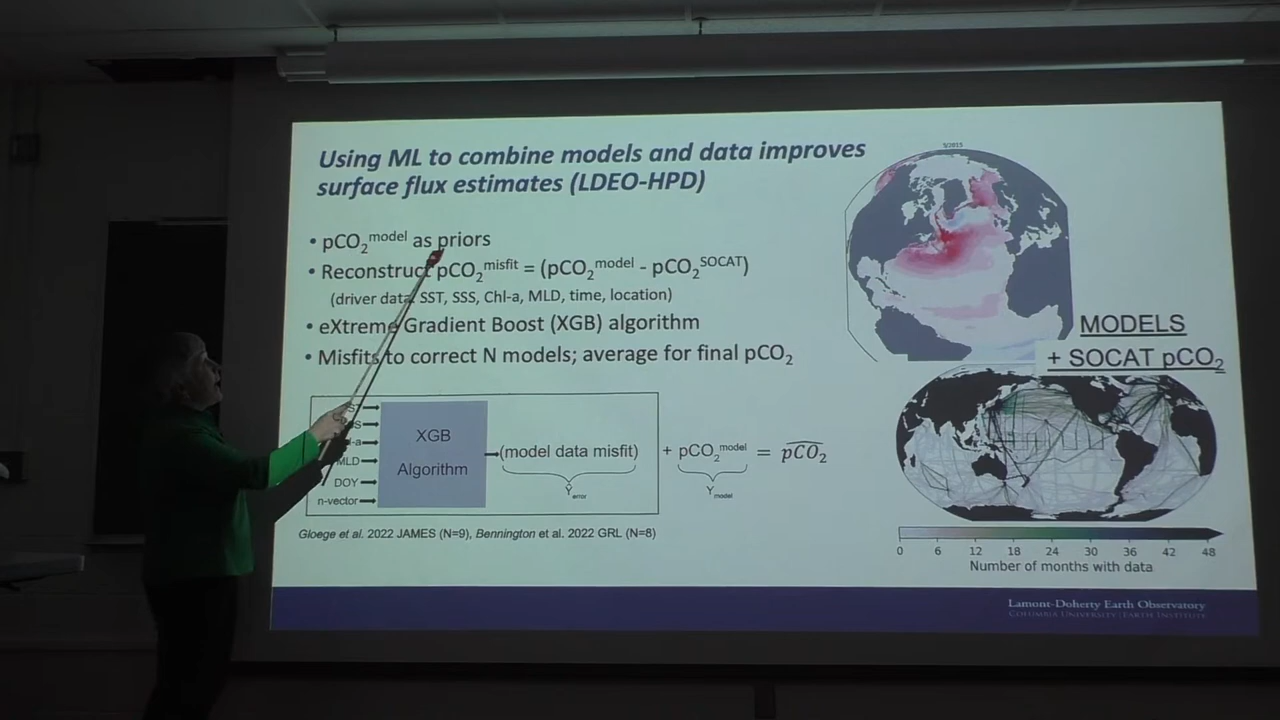 Using ML to combine models and data improves
surface flux estimates (LDEO-HPD)
• pCO₂ᵐᵒᵈᵉˡ as priors
• Reconstruct pCO₂ᵐⁱˢᶠⁱᵗ = (pCO₂ᵐᵒᵈᵉˡ - pCO₂SOCAT)
(driver data: SST, SSS, Chl-a, MLD, time, location)
• eXtreme Gradient Boost (XGB) algorithm
• Misfits to correct N models; average for final pCO₂
MLD
DOY
n-vector
XGB
Algorithm
(model data misfit)
Ŷerror
+ pCO₂ᵐᵒᵈᵉˡ = pCO₂
Ymodel
Gloege et al. 2022 JAMES (N=9), Bennington et al. 2022 GRL (N=8)
MODELS
+ SOCAT pCO₂
0 6 12 18 24 30 36 42 48
Number of months with data
Lamont-Doherty Earth Observatory
Columbia University | Earth Institute